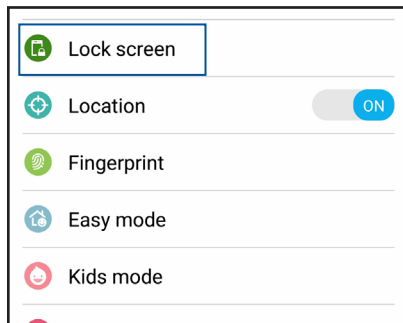 Lock screen
Location
ON
Fingerprint
Easy mode
Kids mode